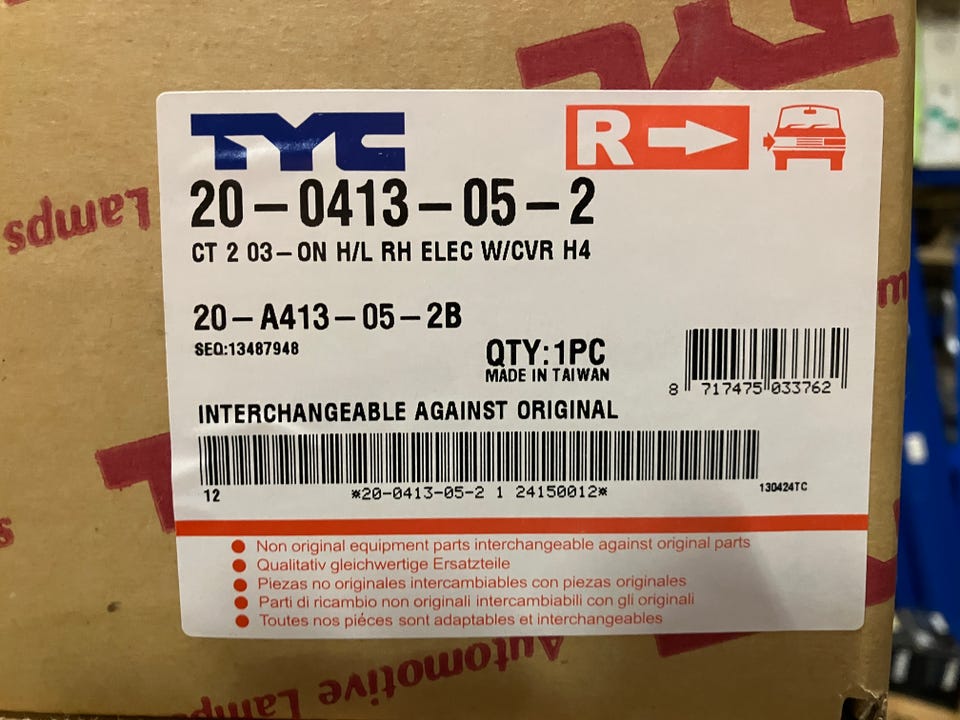 TYC
R
20-0413-05-2
CT 2 03-ON H/L RH ELEC W/CVR H4
20-A413-05-2B
SEQ:13487948
QTY:1PC
MADE IN TAIWAN
8 717475 033762
INTERCHANGEABLE AGAINST ORIGINAL
12
*20-0413-05-2 1 24150012*
130424TC
Non original equipment parts interchangeable against original parts
Qualitativ gleichwertige Ersatzteile
Piezas no originales intercambiables con piezas originales
Parti di ricambio non originali intercambiabili con gli originali
Toutes nos piéces sont adaptables et interchangeables
Lamps
Automotive Lamps